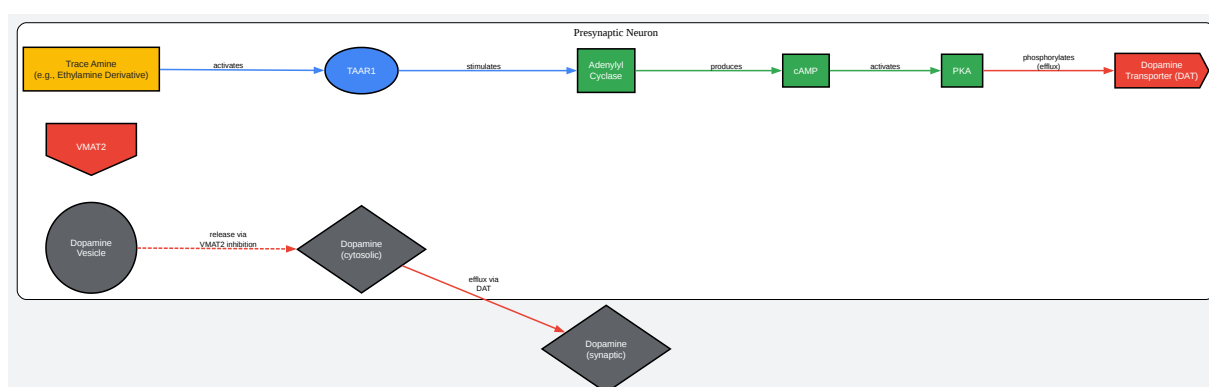 Presynaptic Neuron
Trace Amine
(e.g., Ethylamine Derivative)
activates
TAAR1
stimulates
Adenylyl
Cyclase
produces
cAMP
activates
PKA
phosphorylates
(efflux)
Dopamine
Transporter (DAT)
VMAT2
Dopamine
Vesicle
release via
VMAT2 inhibition
Dopamine
(cytosolic)
efflux via
DAT
Dopamine
(synaptic)